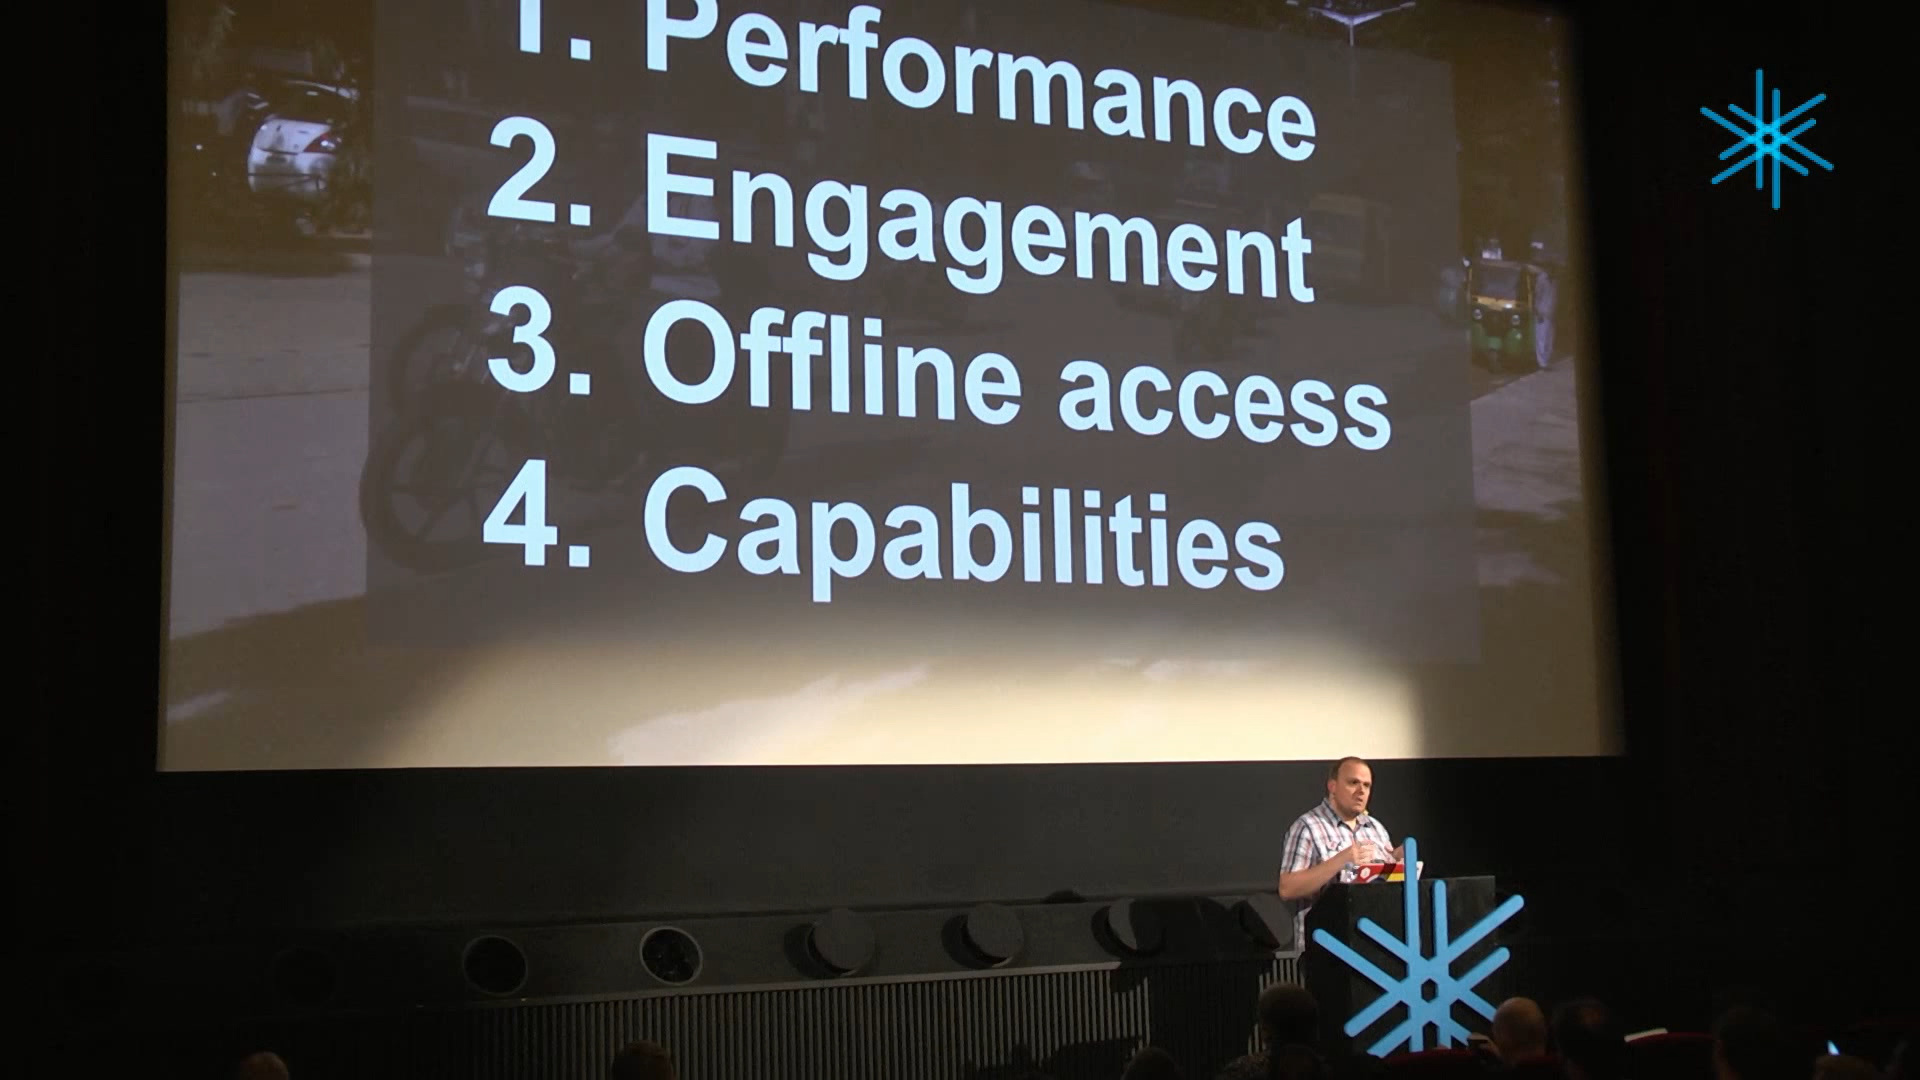 1. Performance
2. Engagement
3. Offline access
4. Capabilities